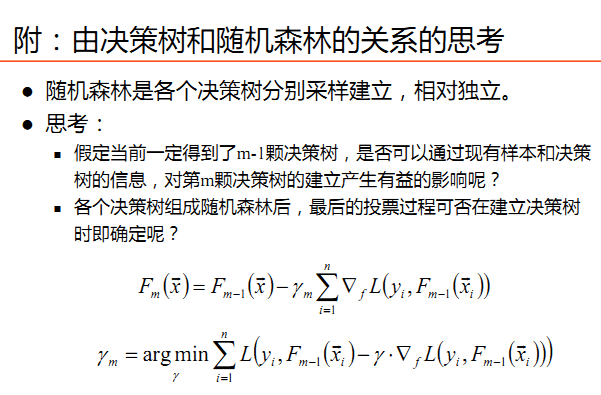 附：由决策树和随机森林的关系的思考
● 随机森林是各个决策树分别采样建立，相对独立。
● 思考：
▪ 假定当前一定得到了m-1颗决策树，是否可以通过现有样本和决策
树的信息，对第m颗决策树的建立产生有益的影响呢？
▪ 各个决策树组成随机森林后，最后的投票过程可否在建立决策树
时即确定呢？
$F_m(\vec{x}) = F_{m-1}(\vec{x}) - \gamma_m \sum_{i=1}^{n} \nabla_f L(y_i, F_{m-1}(\vec{x}_i))$
$\gamma_m = \arg\min_{\gamma} \sum_{i=1}^{n} L(y_i, F_{m-1}(\vec{x}_i) - \gamma \cdot \nabla_f L(y_i, F_{m-1}(\vec{x}_i)))$